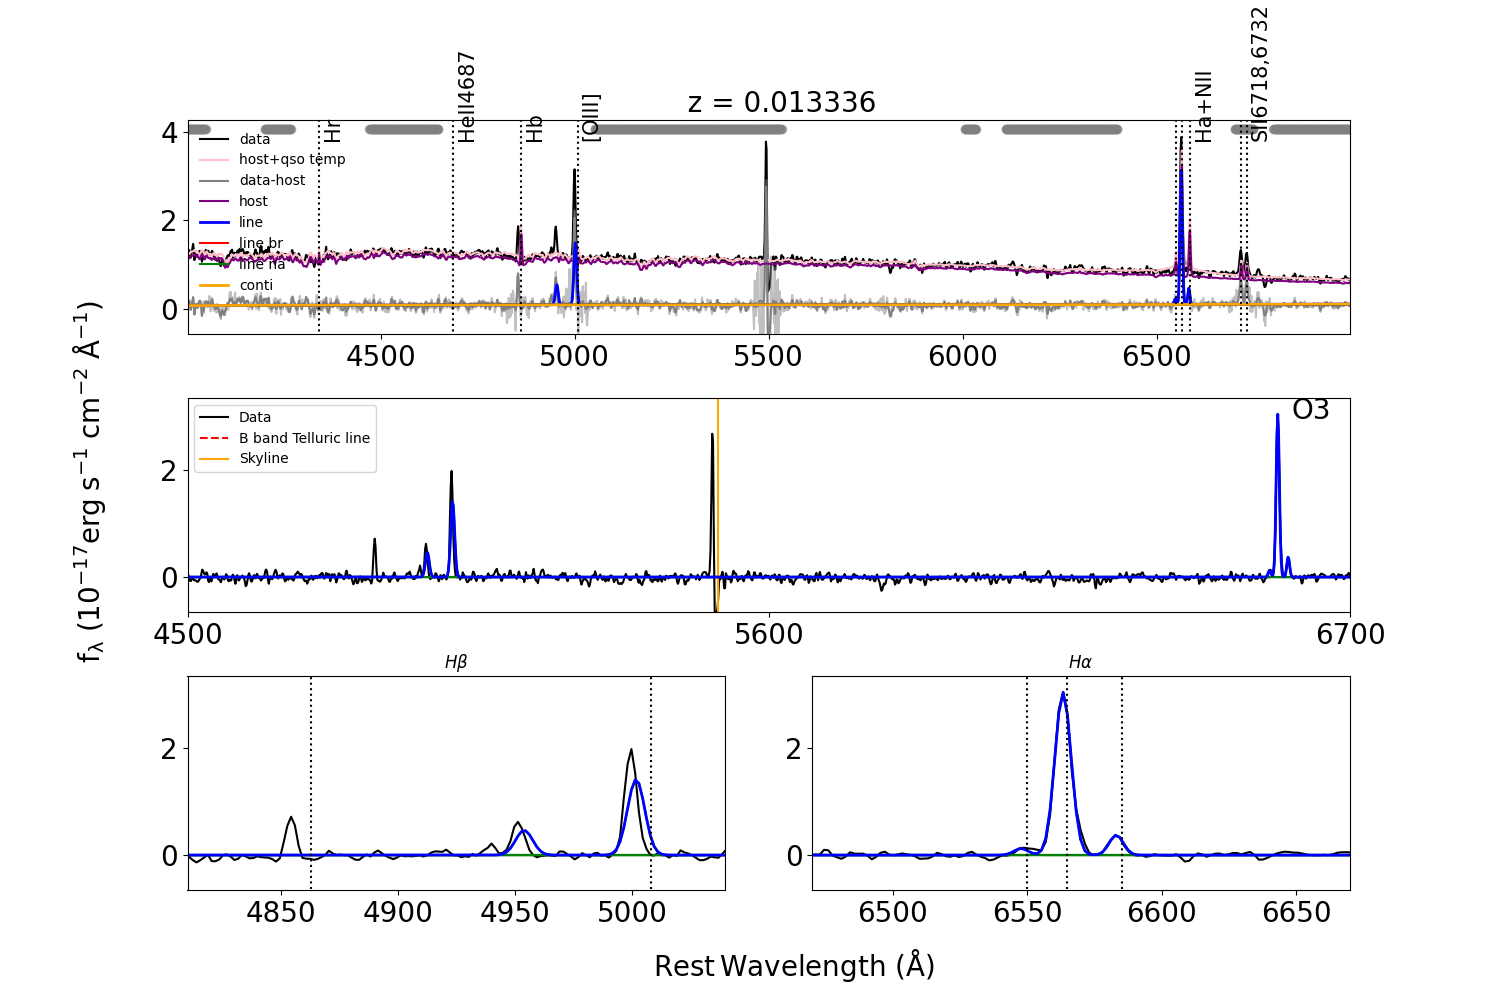 z = 0.013336
Hr
HeII4687
Hb
[OIII]
Ha+NII
SII6718,6732
data
host+qso temp
data-host
host
line
line br
line na
conti
4
2
0
4500 5000 5500 6000 6500
Data
B band Telluric line
Skyline
O3
2
0
4500 5600 6700
fλ (10⁻¹⁷erg s⁻¹ cm⁻² Å⁻¹)
Hβ
2
0
4850 4900 4950 5000
Hα
2
0
6500 6550 6600 6650
Rest Wavelength (Å)